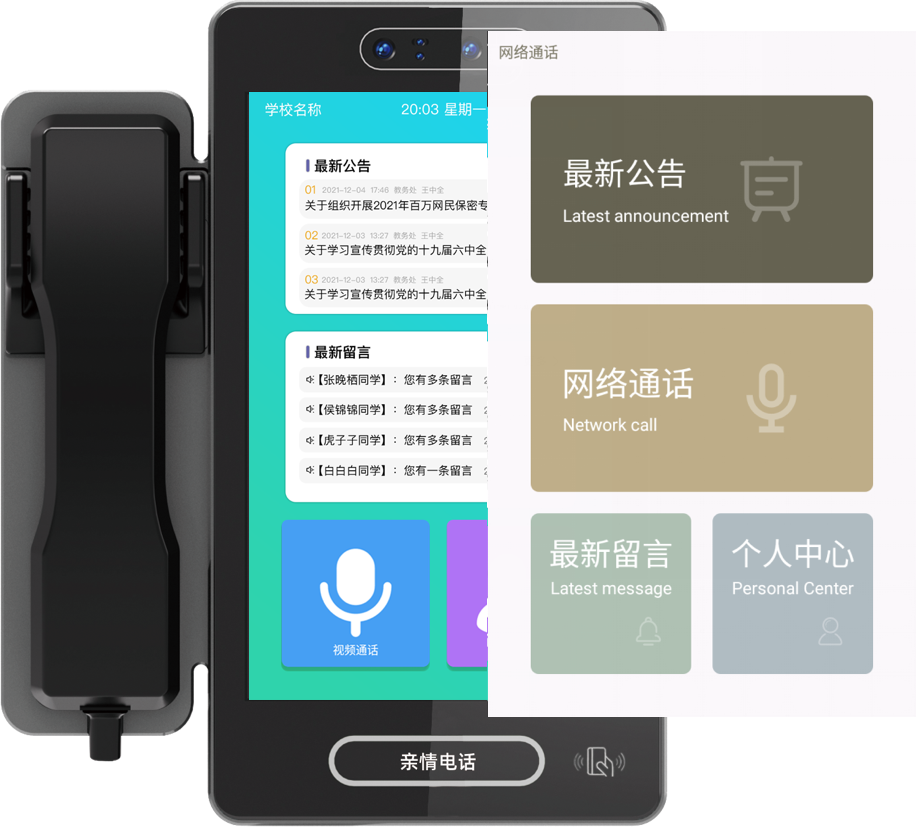 学校名称
20:03 星期一
最新公告
01 2021-12-04 17:46 教务处 王中全
关于组织开展2021年百万网民保密专
02 2021-12-03 13:27 教务处 王中全
关于学习宣传贯彻党的十九届六中全
03 2021-12-03 13:27 教务处 王中全
关于学习宣传贯彻党的十九届六中全
最新留言
【张晚栖同学】：您有多条留言
【侯锦锦同学】：您有多条留言
【虎子子同学】：您有多条留言
【白白白同学】：您有一条留言
视频通话
亲情电话
网络通话
最新公告
Latest announcement
网络通话
Network call
最新留言
Latest message
个人中心
Personal Center